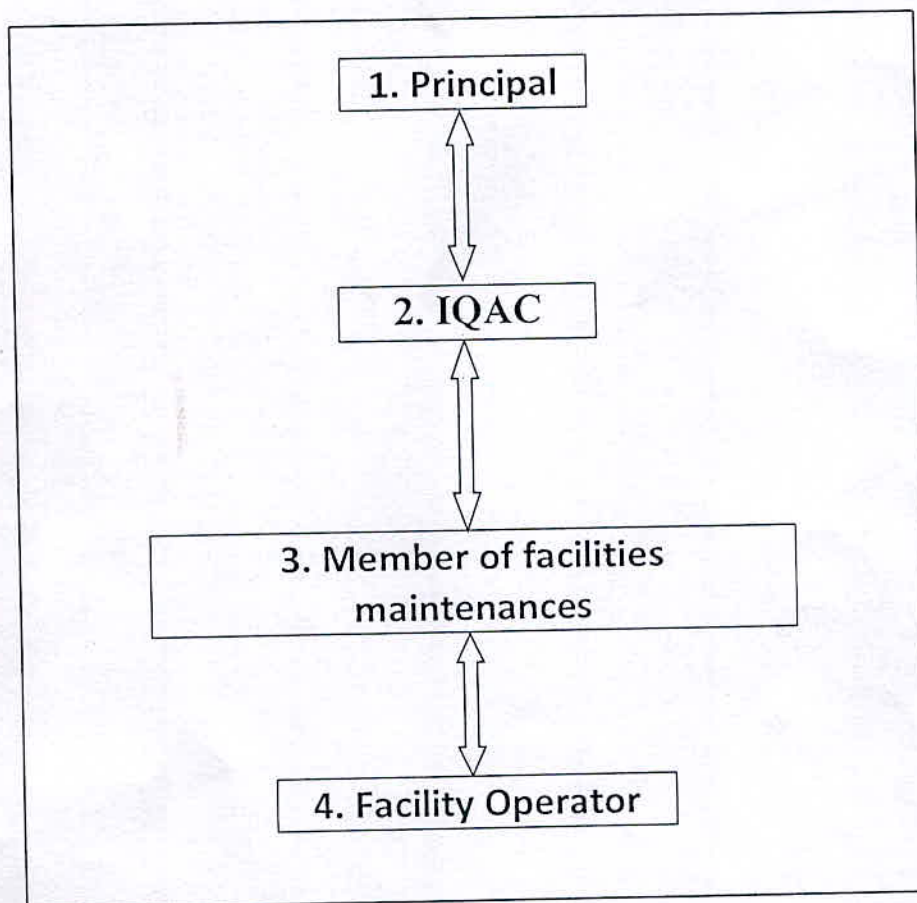 1. Principal
2. IQAC
3. Member of facilities
maintenances
4. Facility Operator